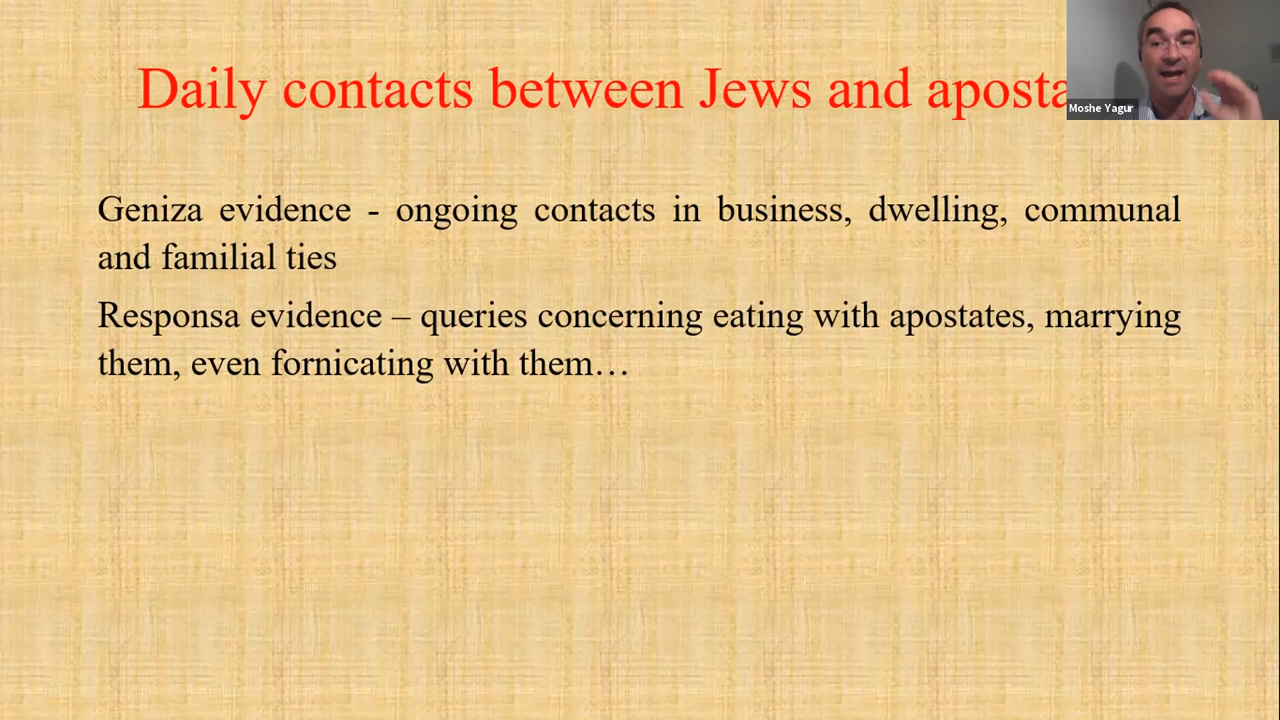 Daily contacts between Jews and aposta
Moshe Yagur
Geniza evidence - ongoing contacts in business, dwelling, communal
and familial ties
Responsa evidence – queries concerning eating with apostates, marrying
them, even fornicating with them…